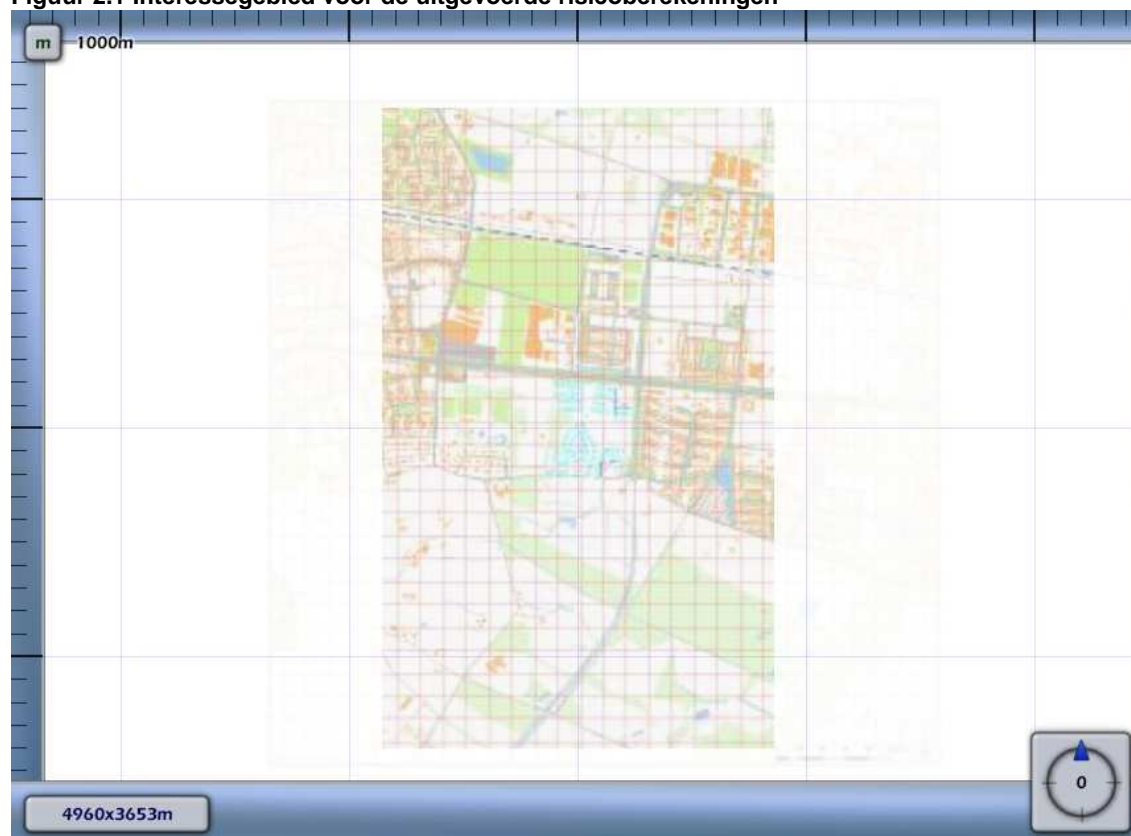 Figuur 2.1 Interessegebied voor de uitgevoerde risicoberekeningen
m 1000m
0
4960x3653m